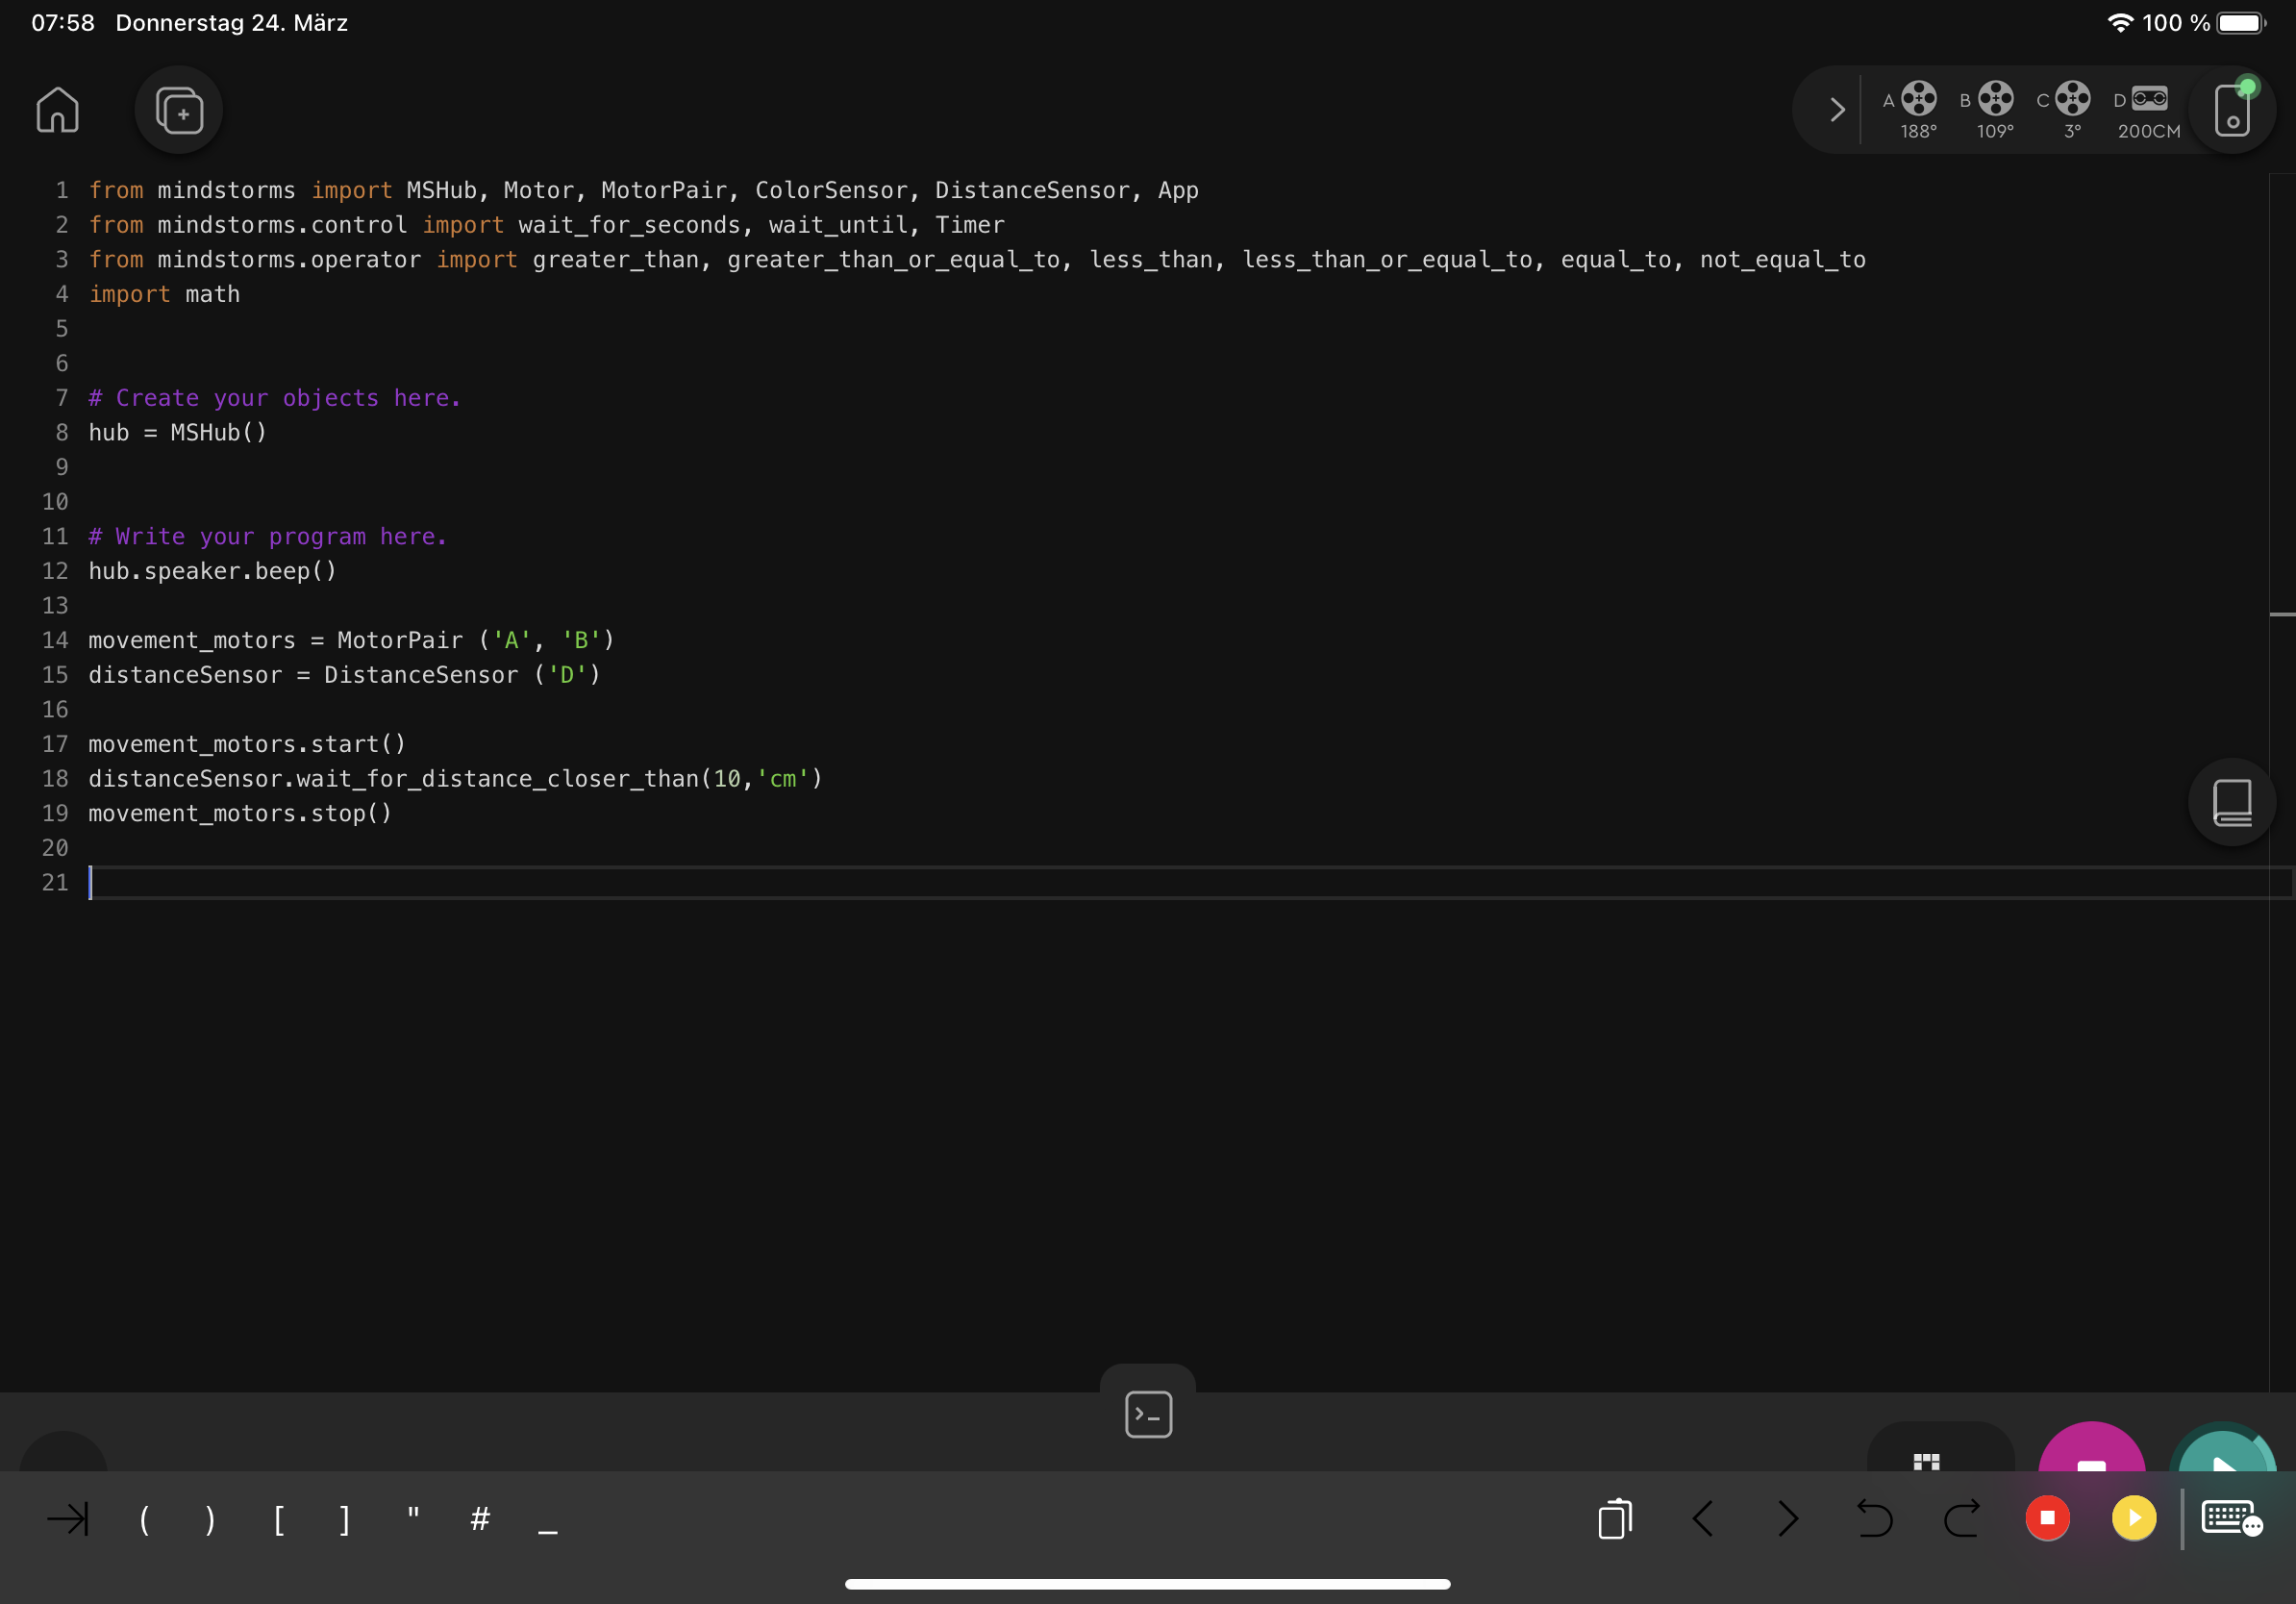 07:58 Donnerstag 24. März 100 %
A B C D
188° 109° 3° 200CM
1 from mindstorms import MSHub, Motor, MotorPair, ColorSensor, DistanceSensor, App
2 from mindstorms.control import wait_for_seconds, wait_until, Timer
3 from mindstorms.operator import greater_than, greater_than_or_equal_to, less_than, less_than_or_equal_to, equal_to, not_equal_to
4 import math
5
6
7 # Create your objects here.
8 hub = MSHub()
9
10
11 # Write your program here.
12 hub.speaker.beep()
13
14 movement_motors = MotorPair ('A', 'B')
15 distanceSensor = DistanceSensor ('D')
16
17 movement_motors.start()
18 distanceSensor.wait_for_distance_closer_than(10,'cm')
19 movement_motors.stop()
20
21
( ) [ ] " # _